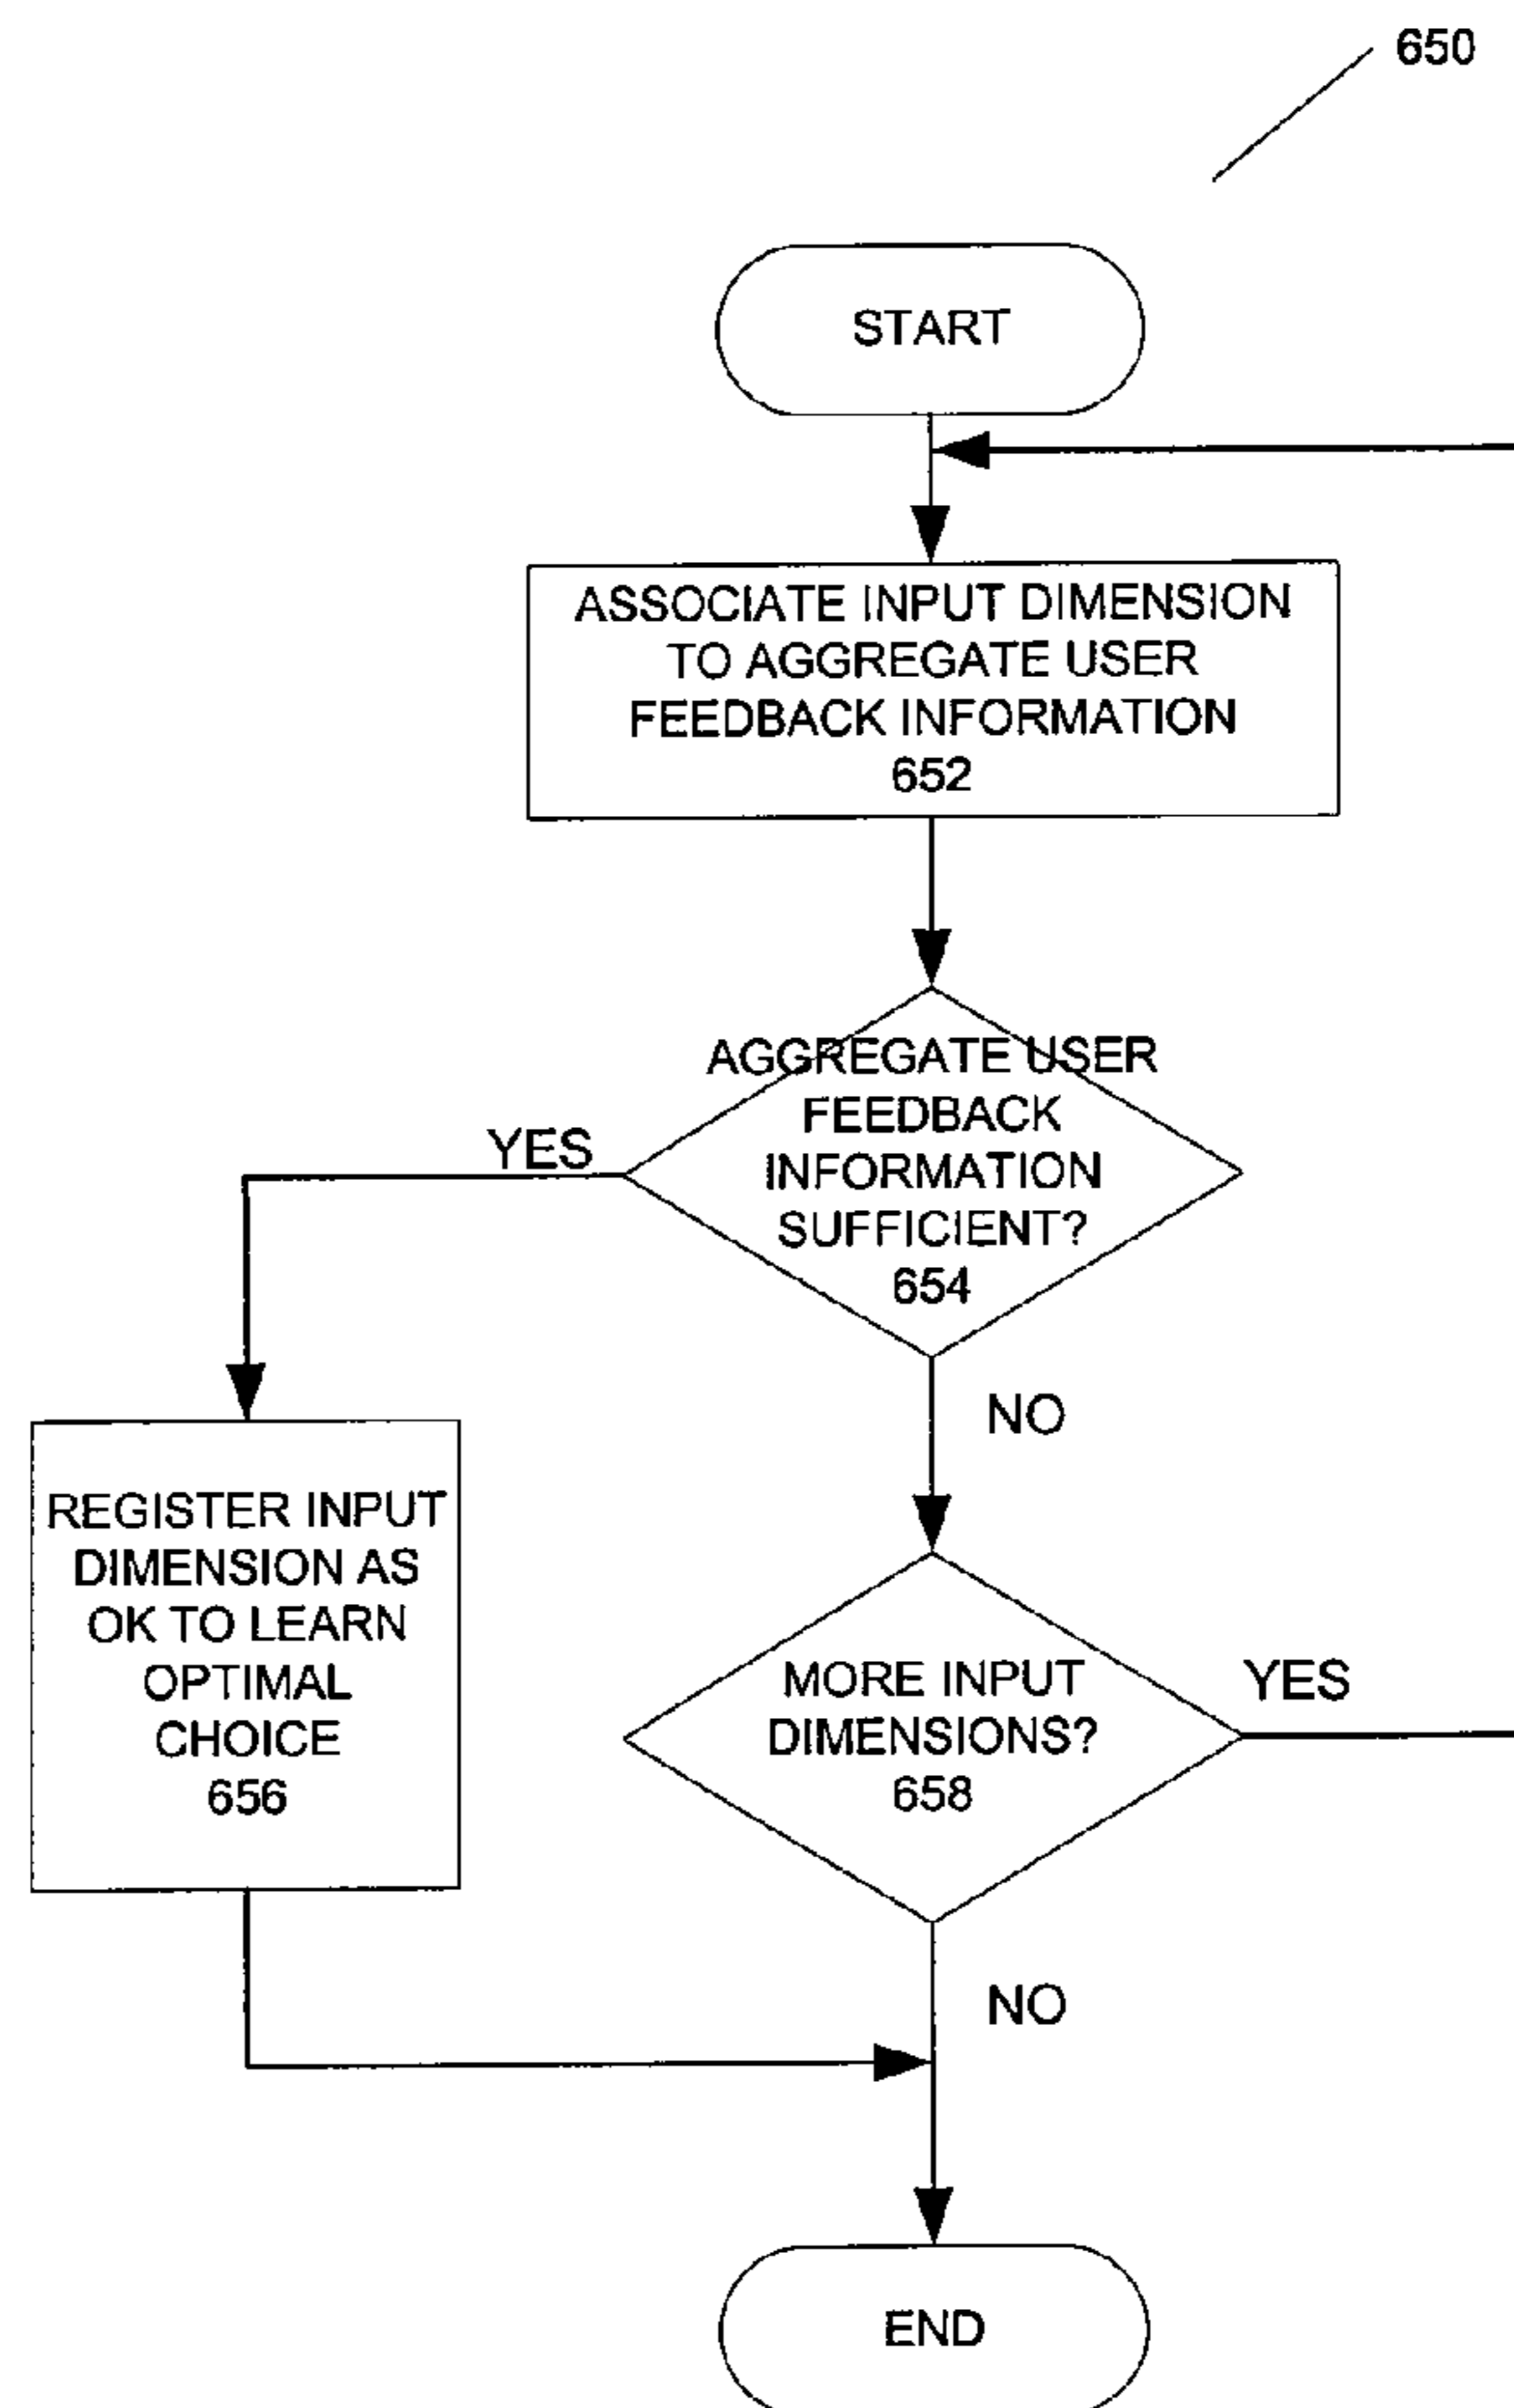 650
START
ASSOCIATE INPUT DIMENSION
TO AGGREGATE USER
FEEDBACK INFORMATION
652
AGGREGATE USER
FEEDBACK
INFORMATION
SUFFICIENT?
654
YES
NO
REGISTER INPUT
DIMENSION AS
OK TO LEARN
OPTIMAL
CHOICE
656
MORE INPUT
DIMENSIONS?
658
YES
NO
END